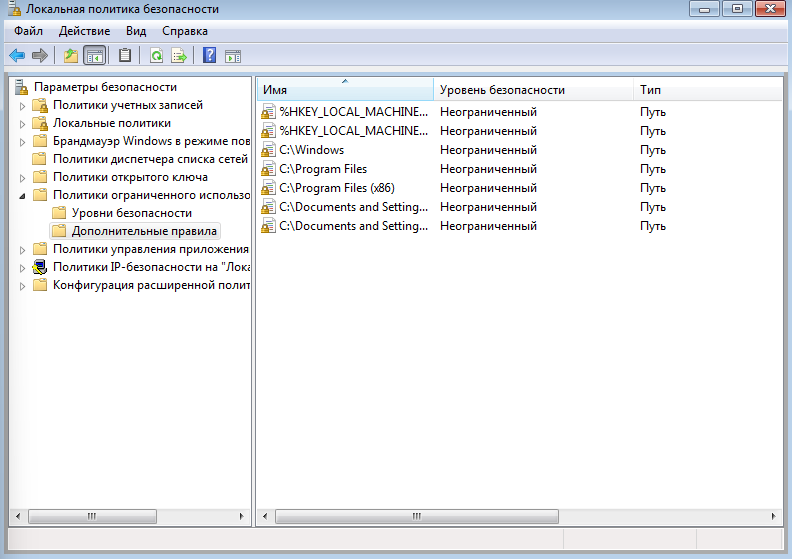 Локальная политика безопасности
Файл Действие Вид Справка
Параметры безопасности
Политики учетных записей
Локальные политики
Брандмауэр Windows в режиме пов
Политики диспетчера списка сетей
Политики открытого ключа
Политики ограниченного использо
Уровни безопасности
Дополнительные правила
Политики управления приложения
Политики IP-безопасности на "Лока
Конфигурация расширенной полит
Имя Уровень безопасности Тип
%HKEY_LOCAL_MACHINE... Неограниченный Путь
%HKEY_LOCAL_MACHINE... Неограниченный Путь
C:\Windows Неограниченный Путь
C:\Program Files Неограниченный Путь
C:\Program Files (x86) Неограниченный Путь
C:\Documents and Setting... Неограниченный Путь
C:\Documents and Setting... Неограниченный Путь